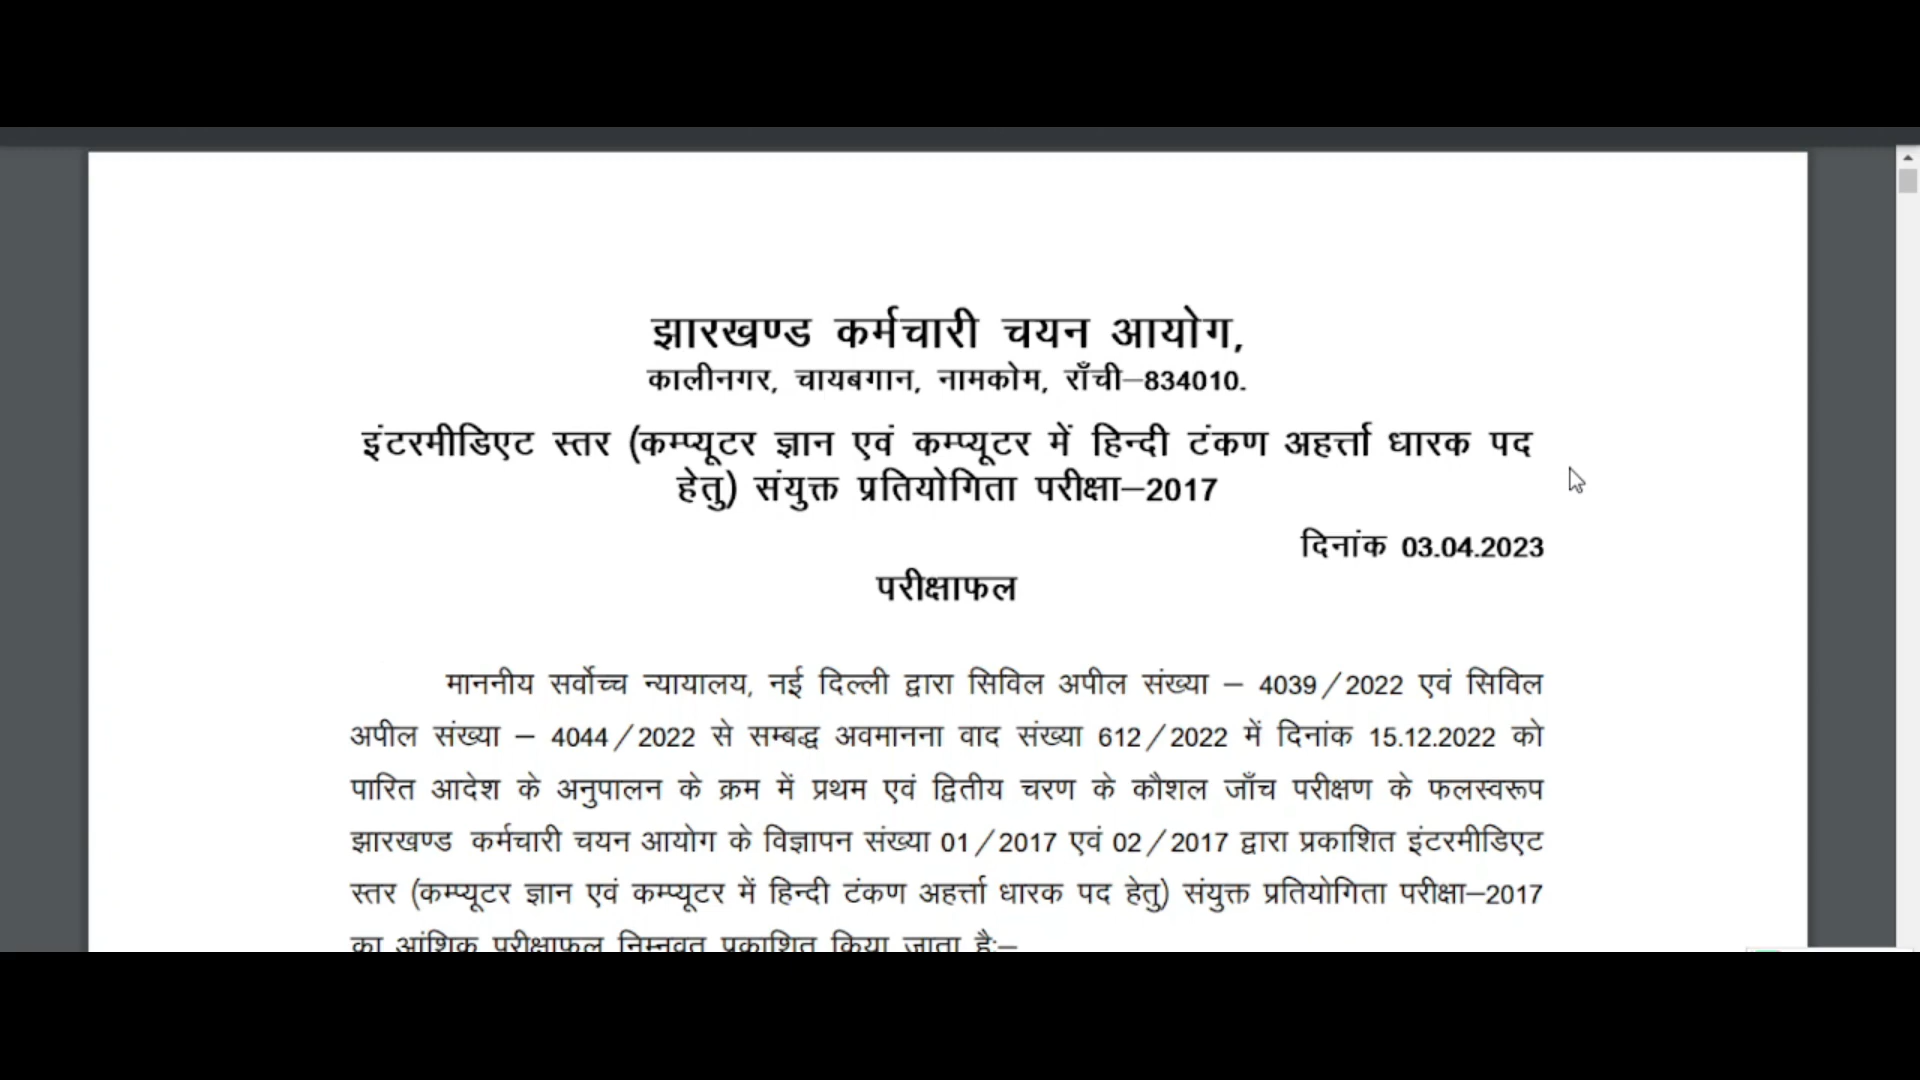 झारखण्ड कर्मचारी चयन आयोग,
कालीनगर, चायबगान, नामकोम, राँची–834010.
इंटरमीडिएट स्तर (कम्प्यूटर ज्ञान एवं कम्प्यूटर में हिन्दी टंकण अहर्त्ता धारक पद
हेतु) संयुक्त प्रतियोगिता परीक्षा–2017
दिनांक 03.04.2023
परीक्षाफल
माननीय सर्वोच्च न्यायालय, नई दिल्ली द्वारा सिविल अपील संख्या – 4039/2022 एवं सिविल
अपील संख्या – 4044/2022 से सम्बद्ध अवमानना वाद संख्या 612/2022 में दिनांक 15.12.2022 को
पारित आदेश के अनुपालन के क्रम में प्रथम एवं द्वितीय चरण के कौशल जाँच परीक्षण के फलस्वरूप
झारखण्ड कर्मचारी चयन आयोग के विज्ञापन संख्या 01/2017 एवं 02/2017 द्वारा प्रकाशित इंटरमीडिएट
स्तर (कम्प्यूटर ज्ञान एवं कम्प्यूटर में हिन्दी टंकण अहर्त्ता धारक पद हेतु) संयुक्त प्रतियोगिता परीक्षा–2017
का आंशिक परीक्षाफल निम्नवत प्रकाशित किया जाता है:–